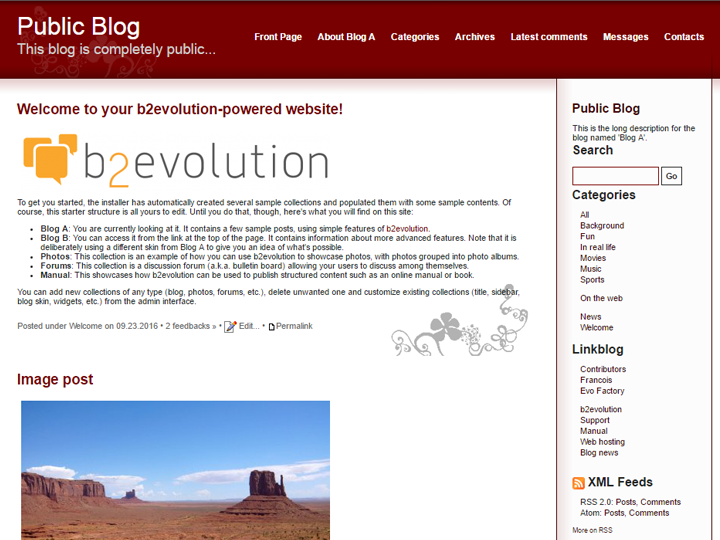 Public Blog
This blog is completely public...
Front Page About Blog A Categories Archives Latest comments Messages Contacts
Welcome to your b2evolution-powered website!
b2evolution
To get you started, the installer has automatically created several sample collections and populated them with some sample contents. Of
course, this starter structure is all yours to edit. Until you do that, though, here's what you will find on this site:
• Blog A: You are currently looking at it. It contains a few sample posts, using simple features of b2evolution.
• Blog B: You can access it from the link at the top of the page. It contains information about more advanced features. Note that it is
deliberately using a different skin from Blog A to give you an idea of what's possible.
• Photos: This collection is an example of how you can use b2evolution to showcase photos, with photos grouped into photo albums.
• Forums: This collection is a discussion forum (a.k.a. bulletin board) allowing your users to discuss among themselves.
• Manual: This showcases how b2evolution can be used to publish structured content such as an online manual or book.
You can add new collections of any type (blog, photos, forums, etc.), delete unwanted one and customize existing collections (title, sidebar,
blog skin, widgets, etc.) from the admin interface.
Posted under Welcome on 09.23.2016 • 2 feedbacks » • Edit... • Permalink
Image post
Public Blog
This is the long description for the
blog named 'Blog A'.
Search
Go
Categories
All
Background
Fun
In real life
Movies
Music
Sports
On the web
News
Welcome
Linkblog
Contributors
Francois
Evo Factory
b2evolution
Support
Manual
Web hosting
Blog news
XML Feeds
RSS 2.0: Posts, Comments
Atom: Posts, Comments
More on RSS